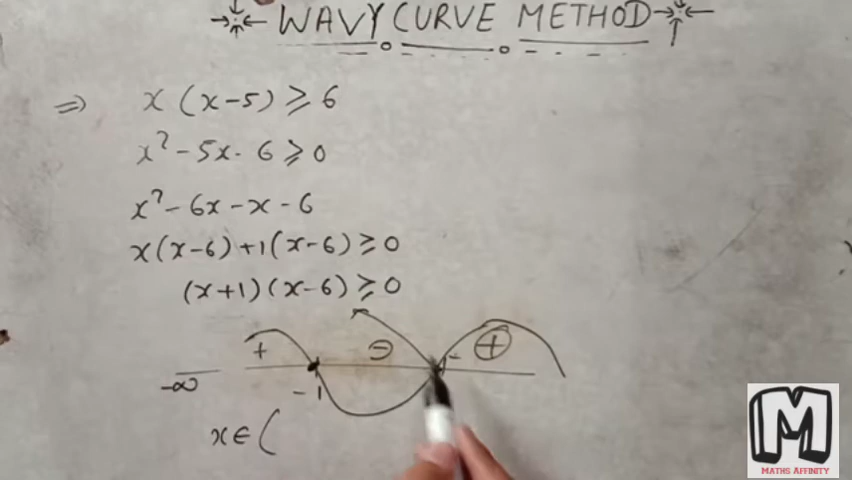 WAVY CURVE METHOD
⇒ x (x-5) ≥ 6
x² - 5x - 6 ≥ 0
x² - 6x - x - 6
x(x-6) +1(x-6) ≥ 0
(x+1) (x-6) ≥ 0
+ ⊖ ⊕
-∞
-1
x ∈ (
M
MATHS AFFINITY